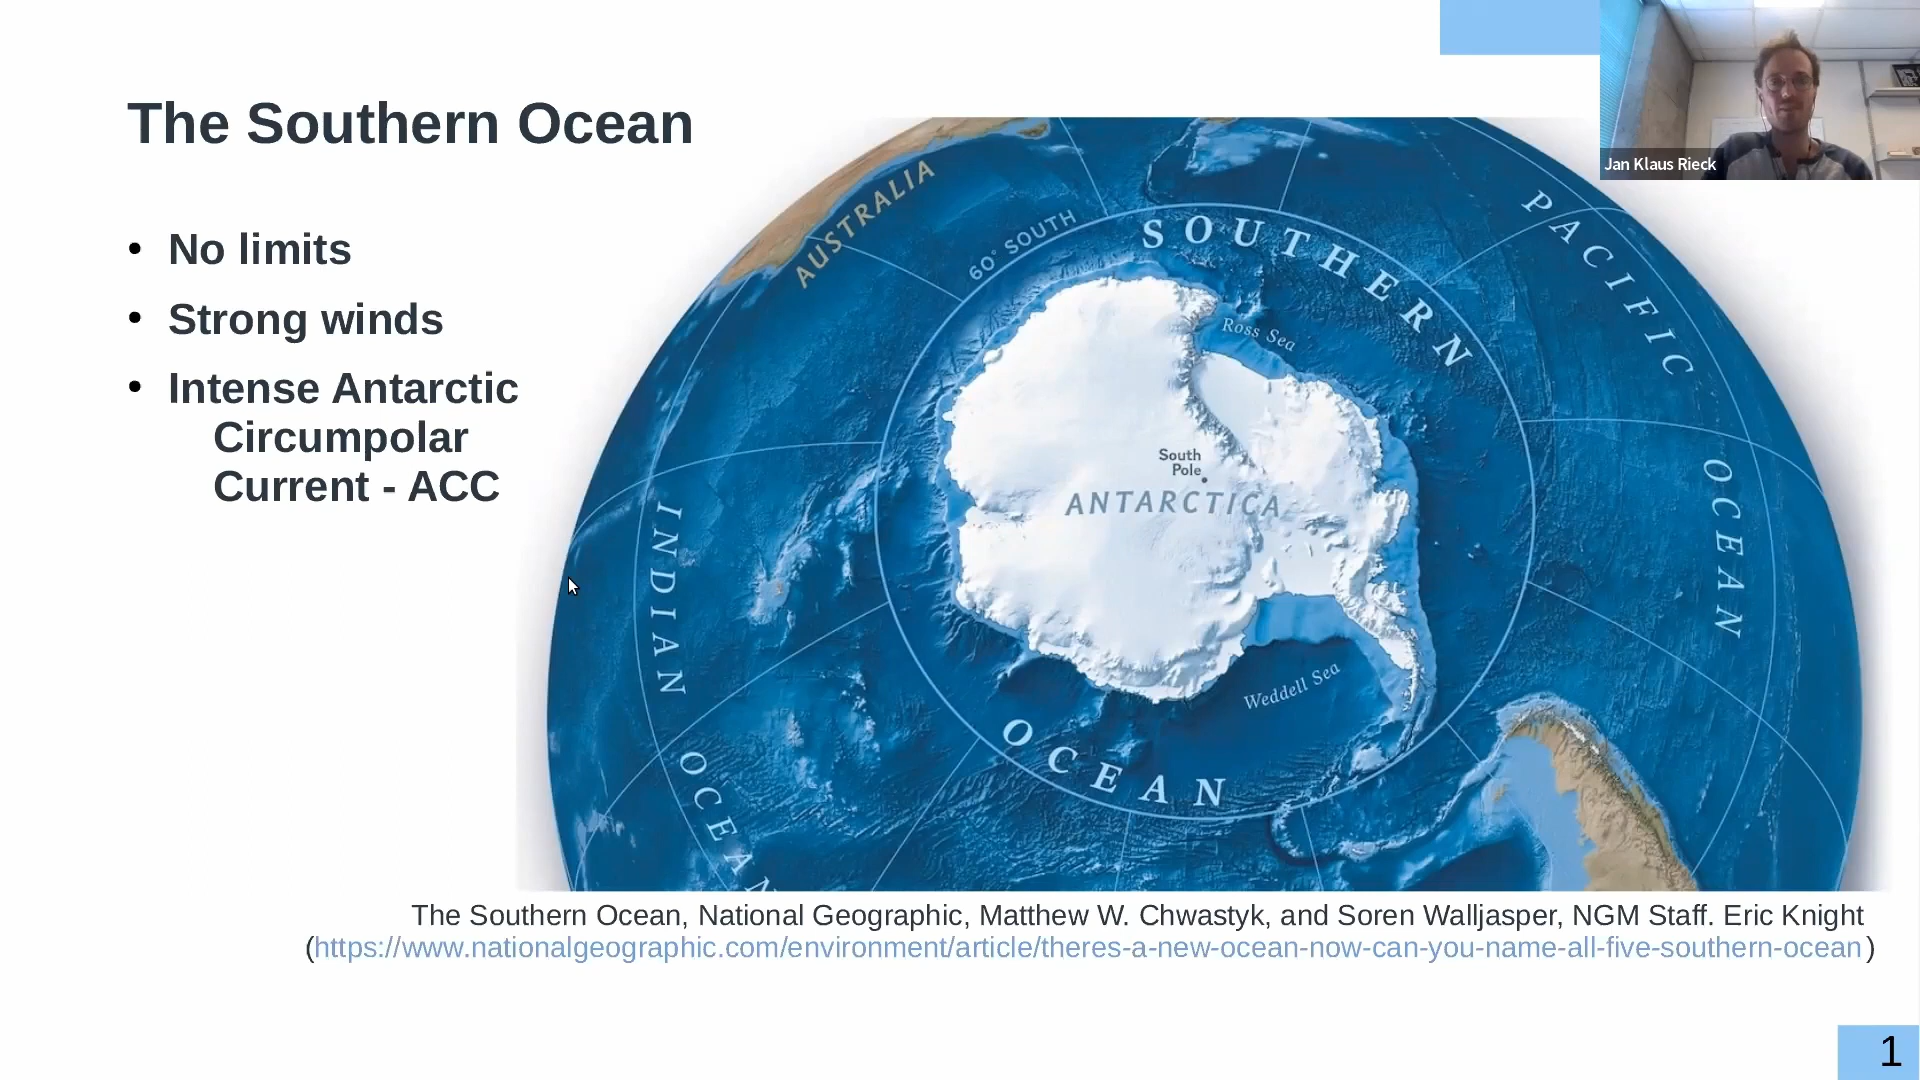 Jan Klaus Rieck
The Southern Ocean
• No limits
• Strong winds
• Intense Antarctic
Circumpolar
Current - ACC
AUSTRALIA
60° SOUTH
SOUTHERN
PACIFIC
OCEAN
Ross Sea
South
Pole
ANTARCTICA
INDIAN
OCEAN
Weddell Sea
OCEAN
The Southern Ocean, National Geographic, Matthew W. Chwastyk, and Soren Walljasper, NGM Staff. Eric Knight
(https://www.nationalgeographic.com/environment/article/theres-a-new-ocean-now-can-you-name-all-five-southern-ocean)
1